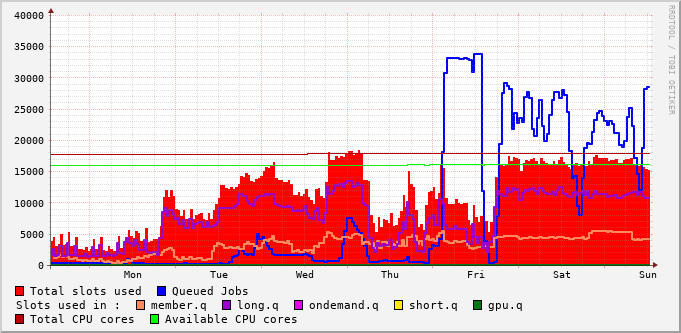 40000
35000
30000
25000
20000
15000
10000
5000
0
Mon Tue Wed Thu Fri Sat Sun
RRDTOOL / TOBI OETIKER
Total slots used Queued Jobs
Slots used in : member.q long.q ondemand.q short.q gpu.q
Total CPU cores Available CPU cores